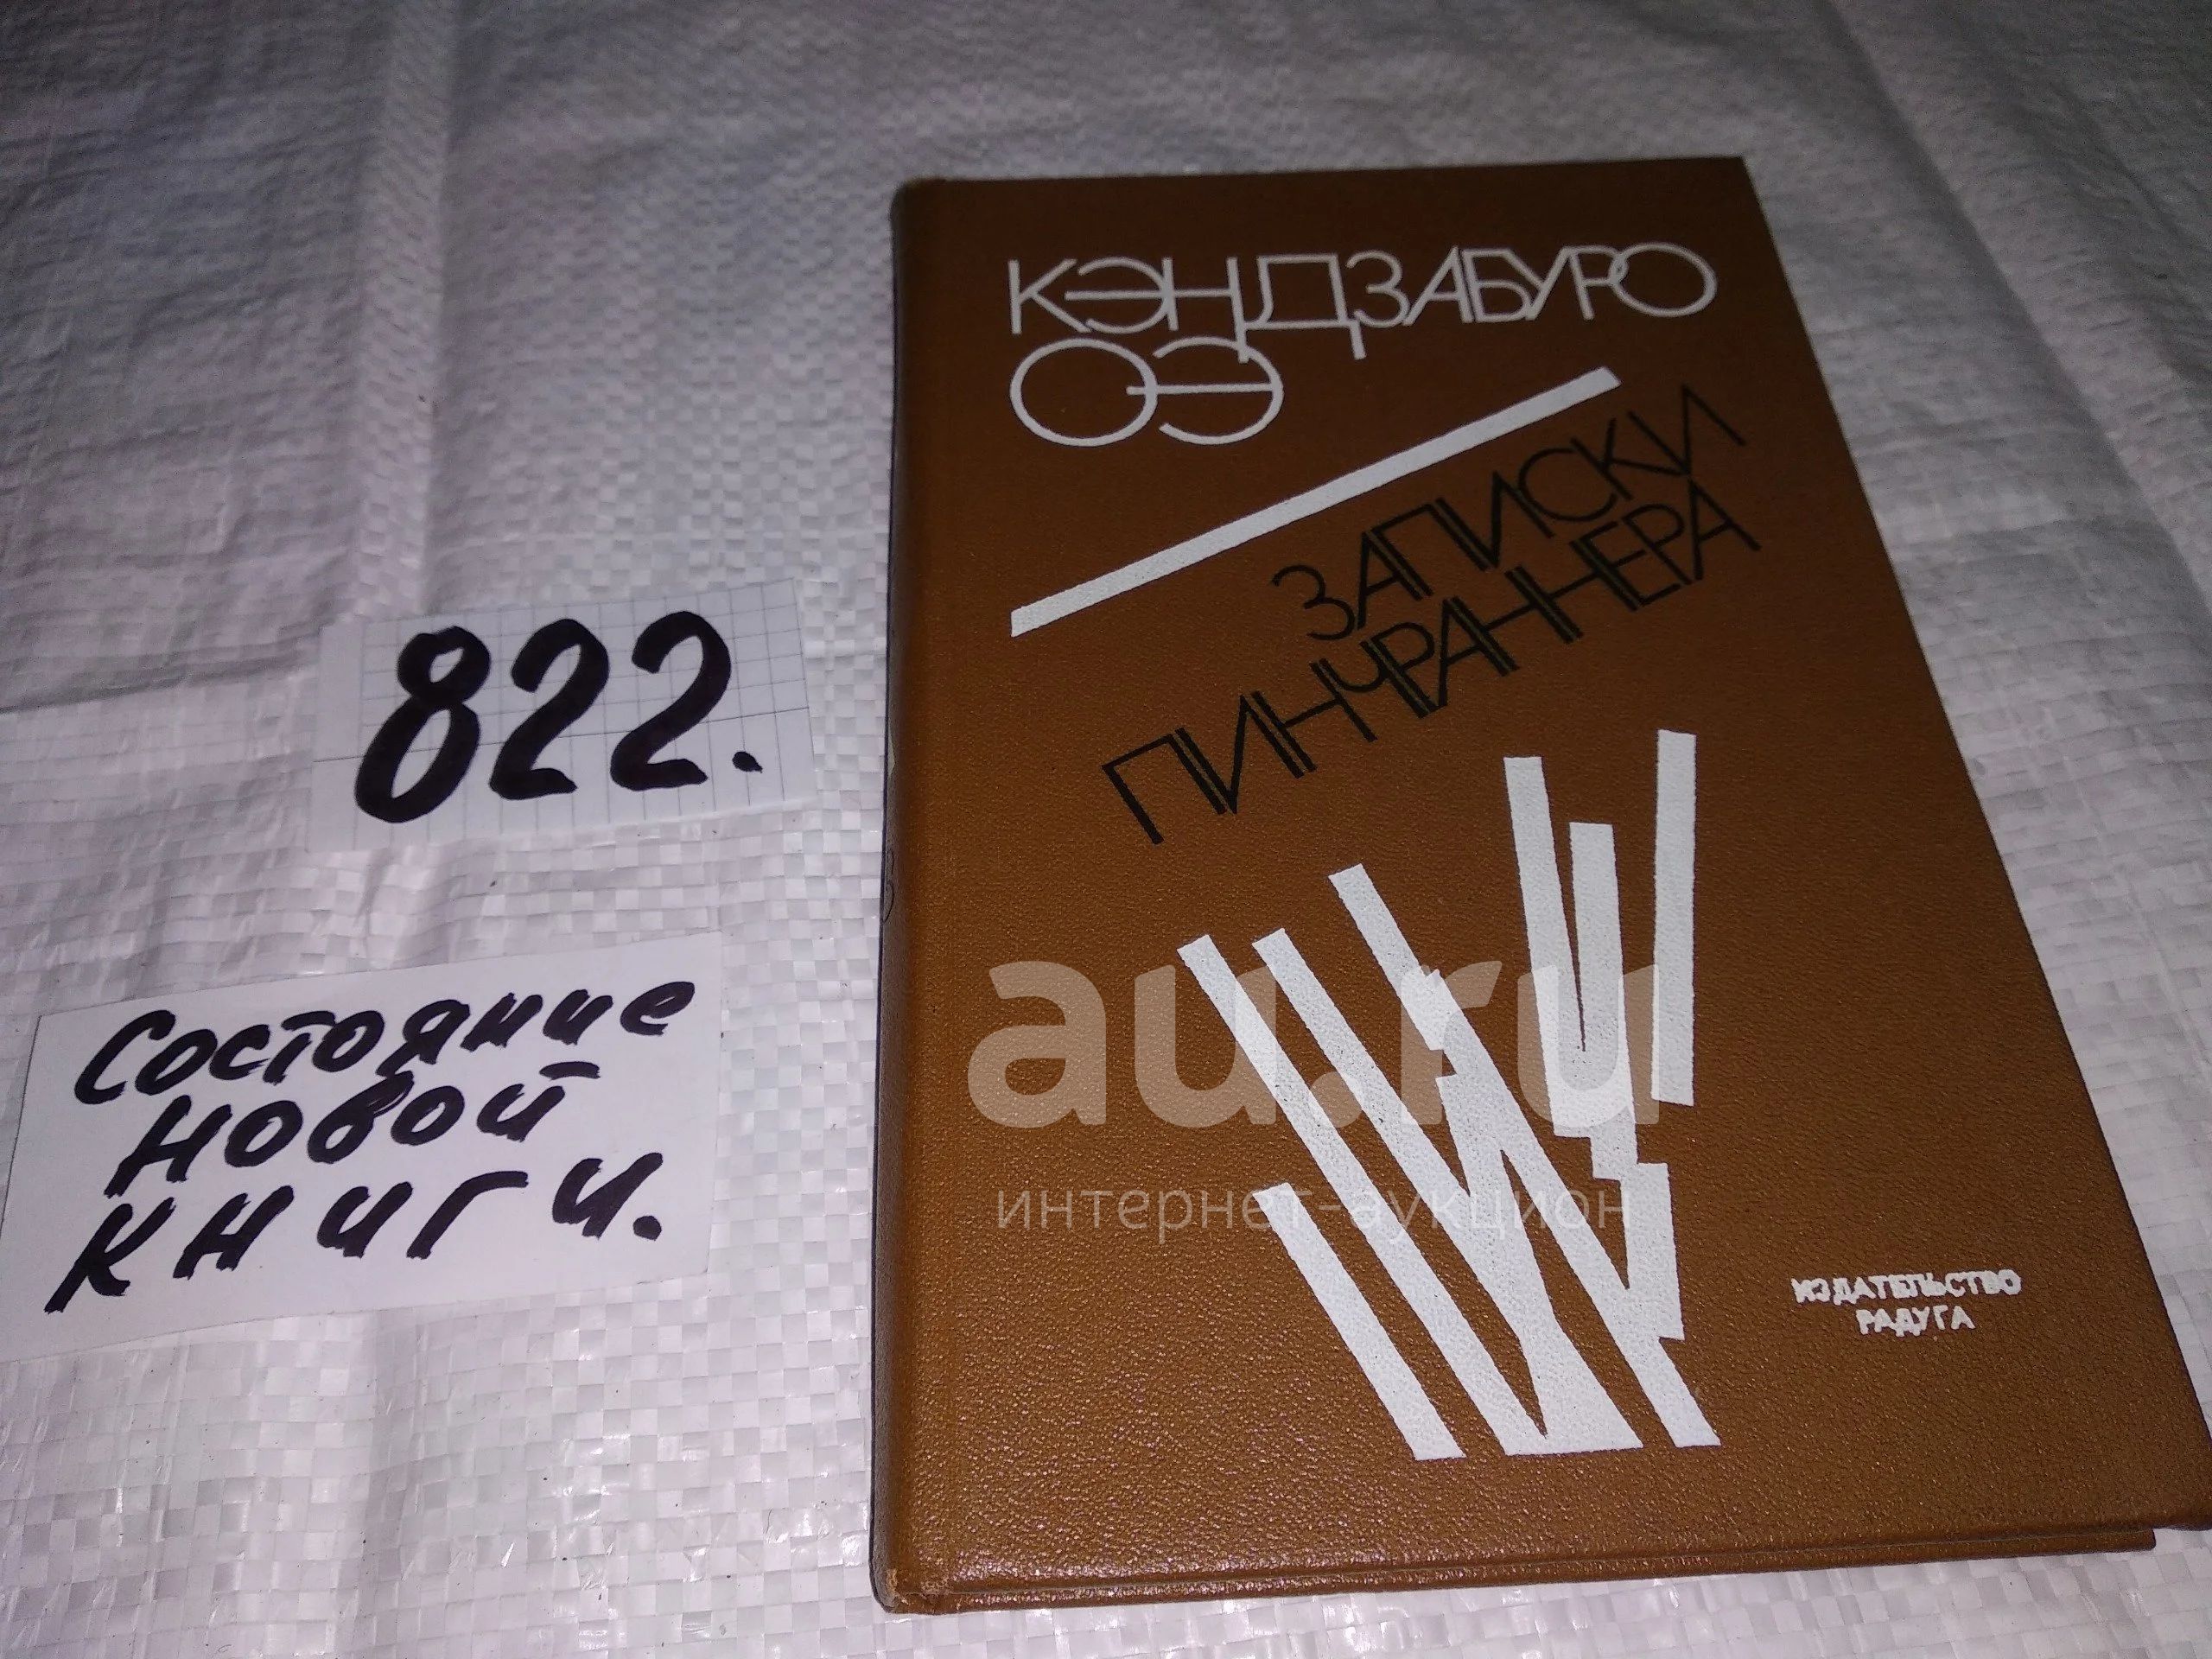 КЭНДЗАБУРО
ОЭ
ЗАПИСКИ
ПИНЧРАННЕРА
822.
Состояние
новой
книги.
au.ru
интернет-аукцион
ИЗДАТЕЛЬСТВО
РАДУГА